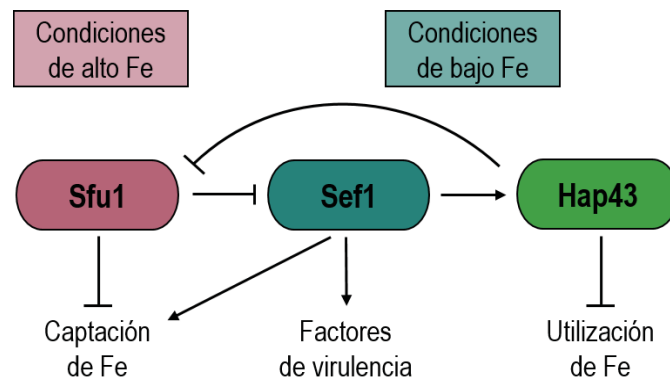 Condiciones
de alto Fe
Condiciones
de bajo Fe
Sfu1
Sef1
Hap43
Captación
de Fe
Factores
de virulencia
Utilización
de Fe